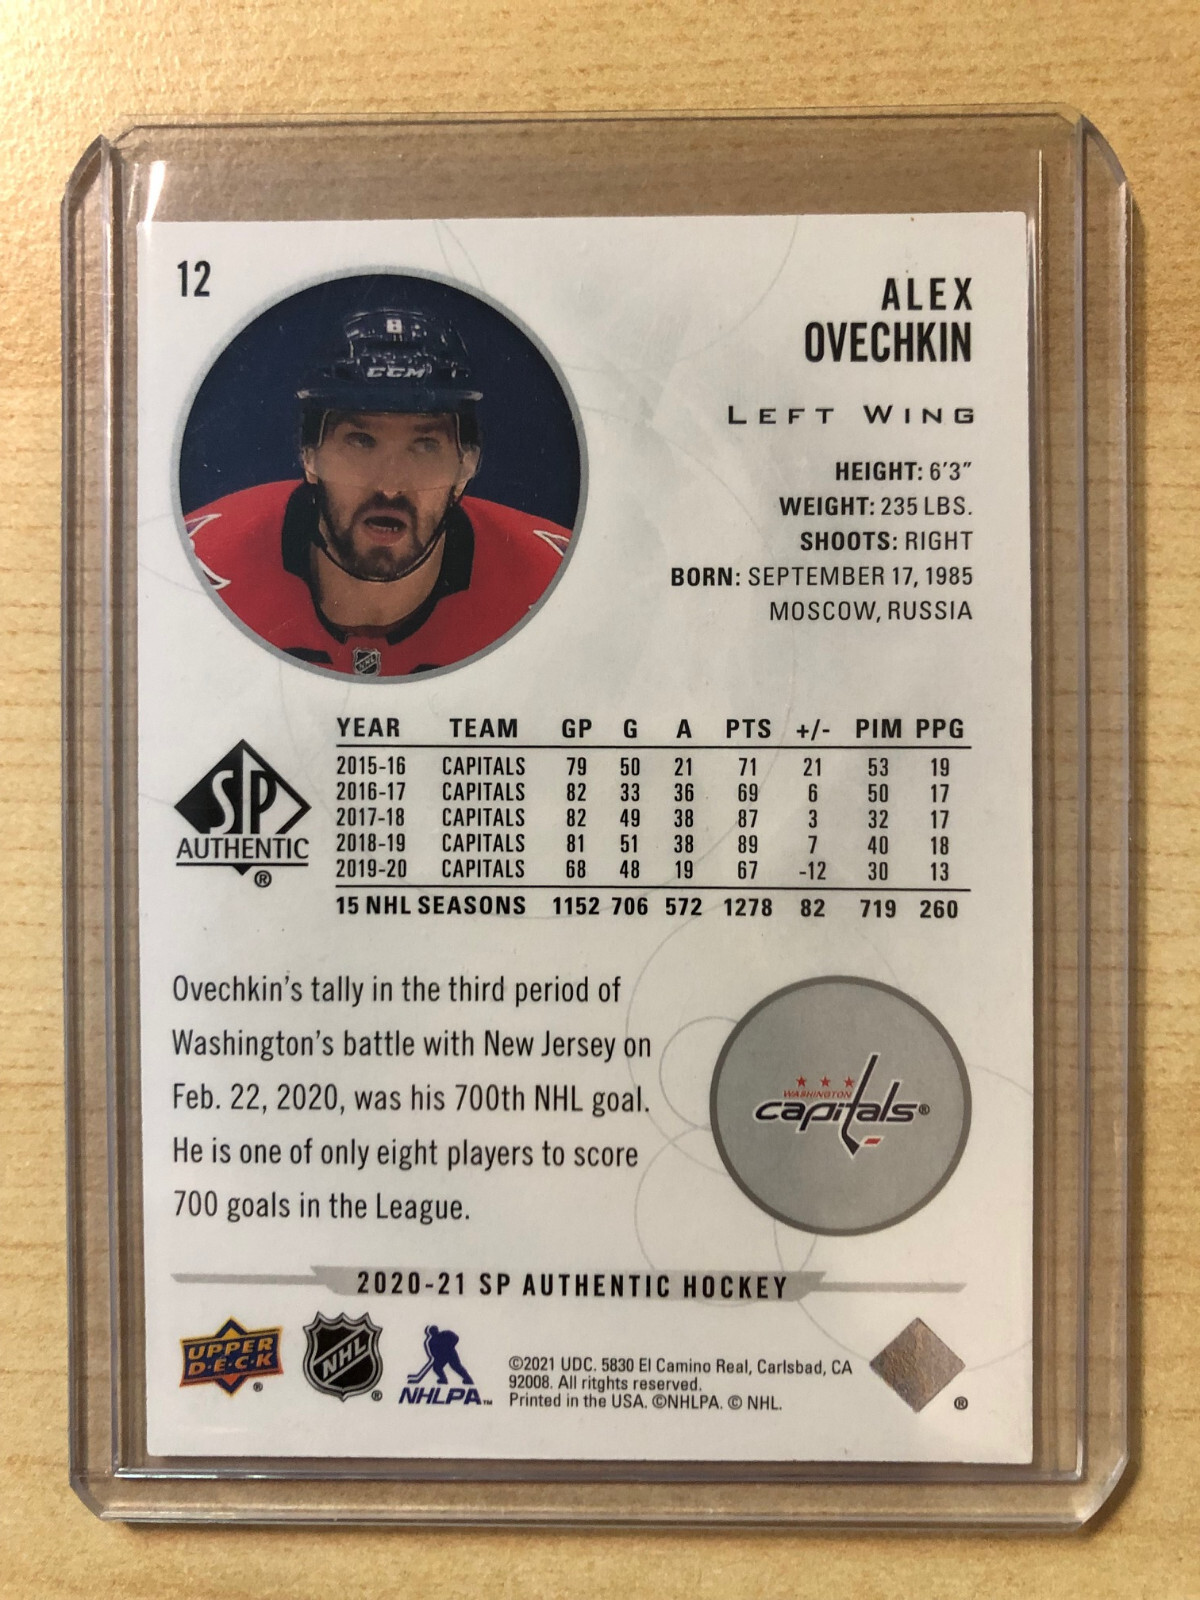 12
ALEX
OVECHKIN
LEFT WING
HEIGHT: 6'3"
WEIGHT: 235 LBS.
SHOOTS: RIGHT
BORN: SEPTEMBER 17, 1985
MOSCOW, RUSSIA
8
CCM
NHL
SP
AUTHENTIC
®
YEAR TEAM GP G A PTS +/- PIM PPG
2015-16 CAPITALS 79 50 21 71 21 53 19
2016-17 CAPITALS 82 33 36 69 6 50 17
2017-18 CAPITALS 82 49 38 87 3 32 17
2018-19 CAPITALS 81 51 38 89 7 40 18
2019-20 CAPITALS 68 48 19 67 -12 30 13
15 NHL SEASONS 1152 706 572 1278 82 719 260
Ovechkin's tally in the third period of
Washington's battle with New Jersey on
Feb. 22, 2020, was his 700th NHL goal.
He is one of only eight players to score
700 goals in the League.
WASHINGTON
capitals®
2020-21 SP AUTHENTIC HOCKEY
UPPER
DECK®
NHL®
NHLPA™
©2021 UDC. 5830 El Camino Real, Carlsbad, CA
92008. All ritghts reserved.
Printed in the USA. ©NHLPA. © NHL.
®